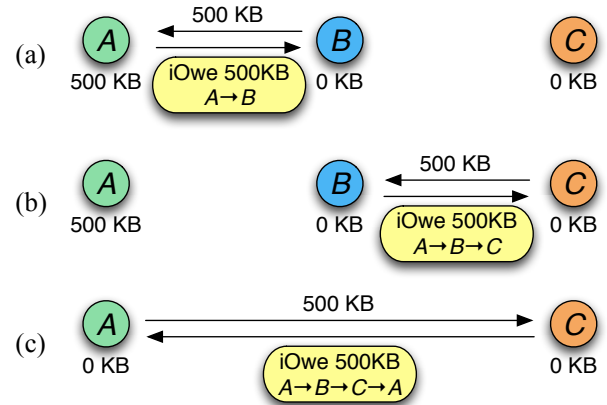 500 KB
(a) A B C
iOwe 500KB
A→B
500 KB 0 KB 0 KB
500 KB
(b) A B C
iOwe 500KB
A→B→C
500 KB 0 KB 0 KB
500 KB
(c) A C
iOwe 500KB
A→B→C→A
0 KB 0 KB